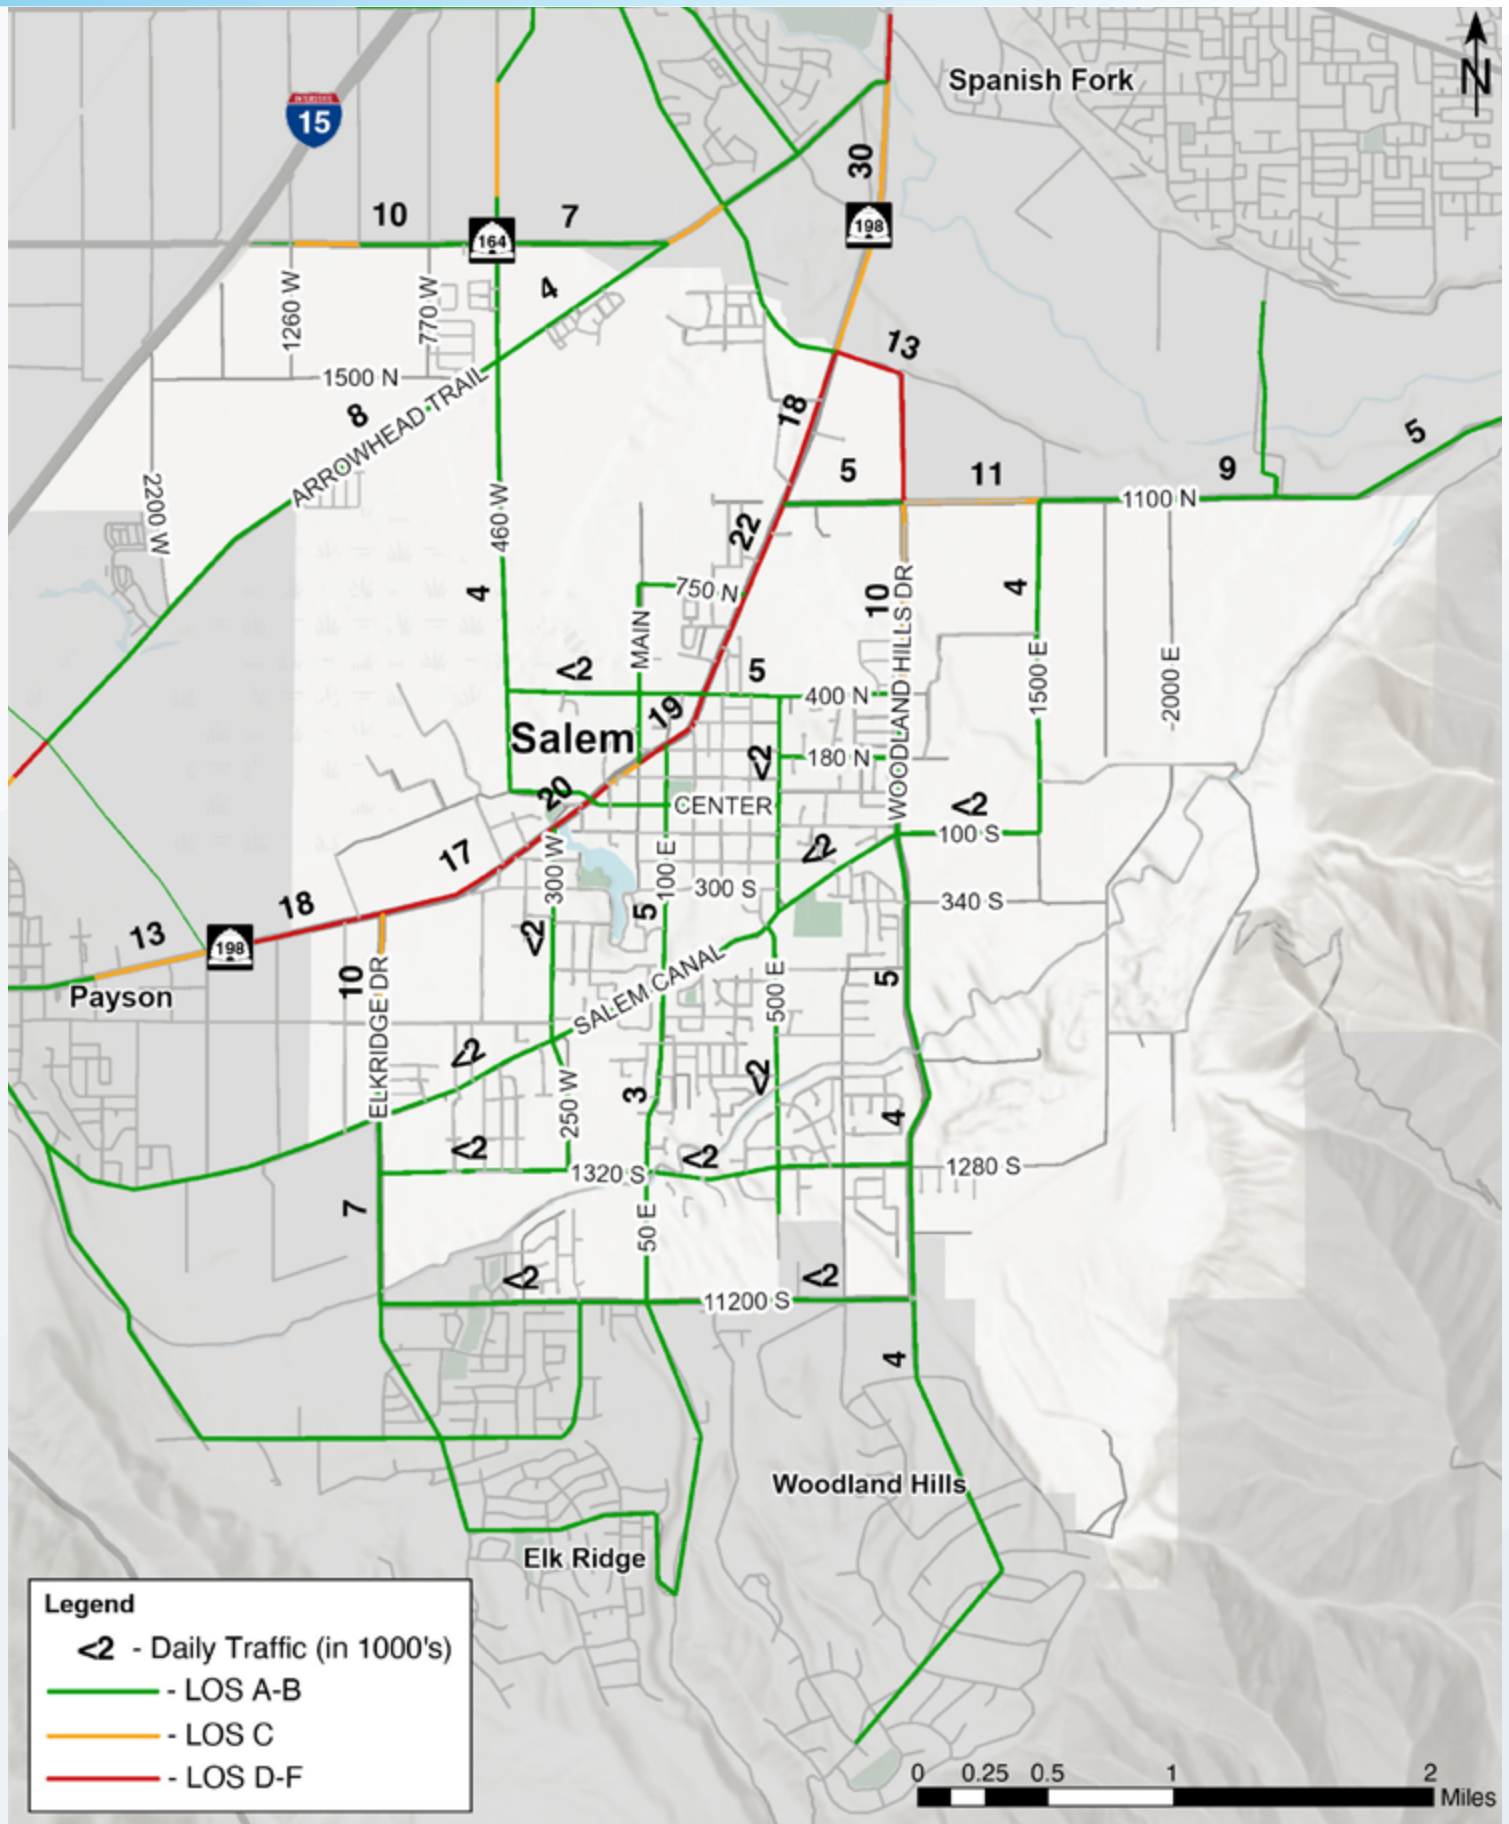 N
Spanish Fork
INTERSTATE
15
30
198
10
7
164
1260 W
770 W
4
13
1500 N
18
8
ARROWHEAD TRAIL
5
2200 W
460 W
5
11
9
1100 N
22
4
750 N
10
4
MAIN
WOODLAND HILLS DR
1500 E
2000 E
<2
5
400 N
19
Salem
<2
180 N
20
CENTER
<2
100 S
17
<2
300 W
100 E
300 S
340 S
18
5
13
198
<2
Payson
10
SALEM CANAL
500 E
5
ELKRIDGE DR
<2
250 W
3
<2
4
<2
1320 S
<2
1280 S
7
50 E
<2
<2
11200 S
4
Woodland Hills
Elk Ridge
Legend
<2 - Daily Traffic (in 1000's)
- LOS A-B
- LOS C
- LOS D-F
0 0.25 0.5 1 2
Miles